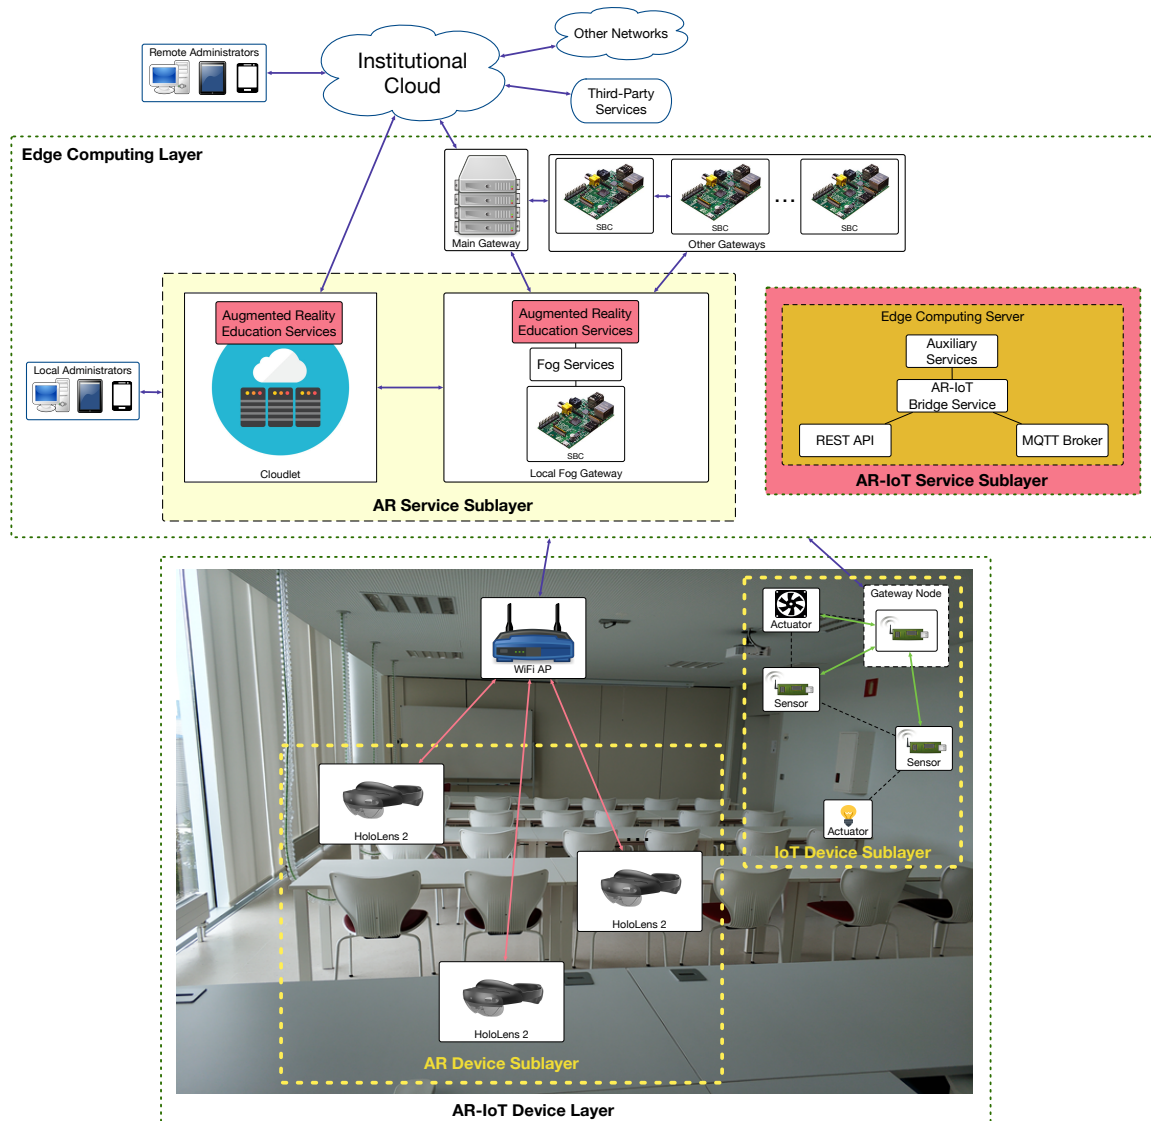 Remote Administrators
Institutional
Cloud
Other Networks
Third-Party
Services
Edge Computing Layer
Main Gateway
SBC
SBC
...
SBC
Other Gateways
Augmented Reality
Education Services
Cloudlet
Augmented Reality
Education Services
Fog Services
SBC
Local Fog Gateway
AR Service Sublayer
Local Administrators
Edge Computing Server
Auxiliary
Services
AR-IoT
Bridge Service
REST API
MQTT Broker
AR-IoT Service Sublayer
WiFi AP
Actuator
Gateway Node
Sensor
Sensor
Actuator
IoT Device Sublayer
HoloLens 2
...
HoloLens 2
HoloLens 2
AR Device Sublayer
AR-IoT Device Layer